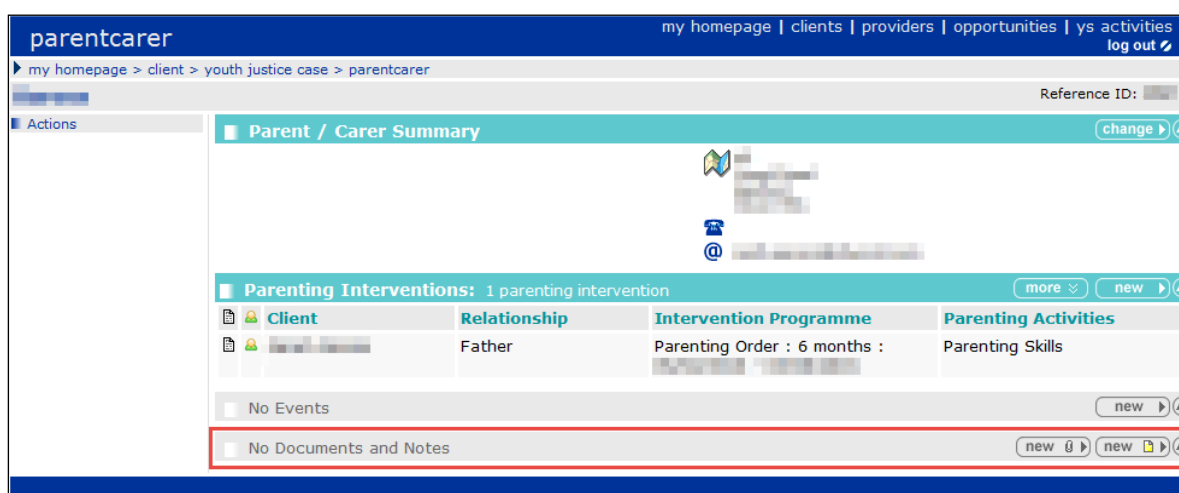 parentcarer
my homepage | clients | providers | opportunities | ys activities
log out
my homepage > client > youth justice case > parentcarer
Reference ID:
Actions
Parent / Carer Summary
change
@
Parenting Interventions: 1 parenting intervention
more new
Client Relationship Intervention Programme Parenting Activities
Father Parenting Order : 6 months : Parenting Skills
No Events
new
No Documents and Notes
new new